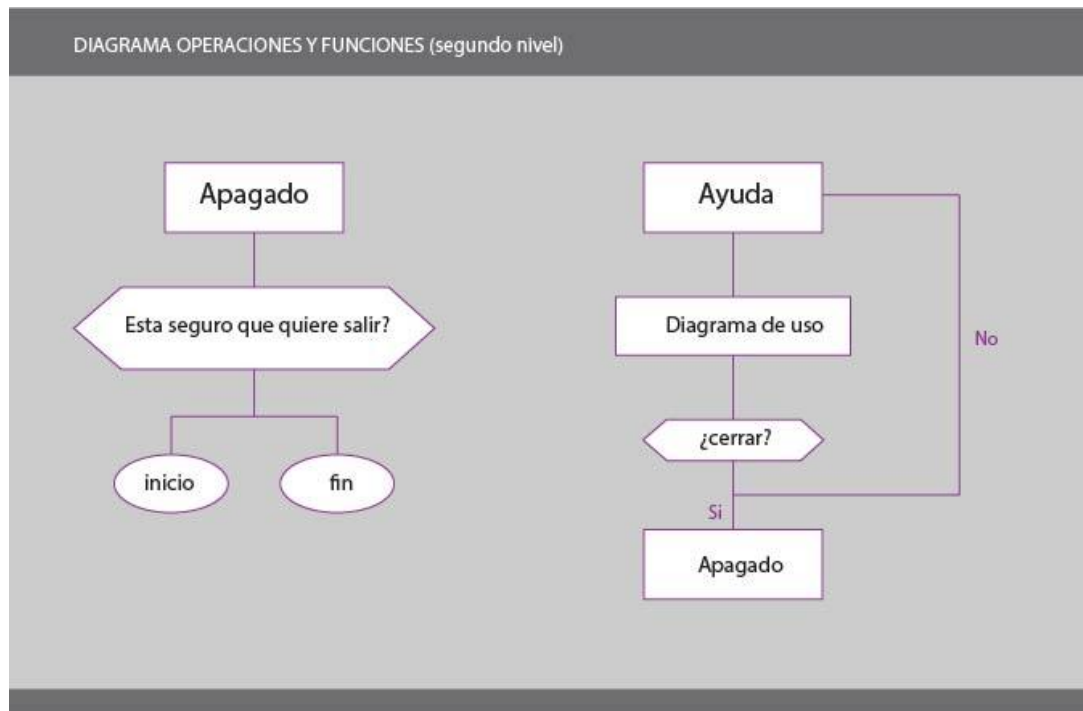 DIAGRAMA OPERACIONES Y FUNCIONES (segundo nivel)
Apagado
Esta seguro que quiere salir?
inicio
fin
Ayuda
Diagrama de uso
No
¿cerrar?
Si
Apagado